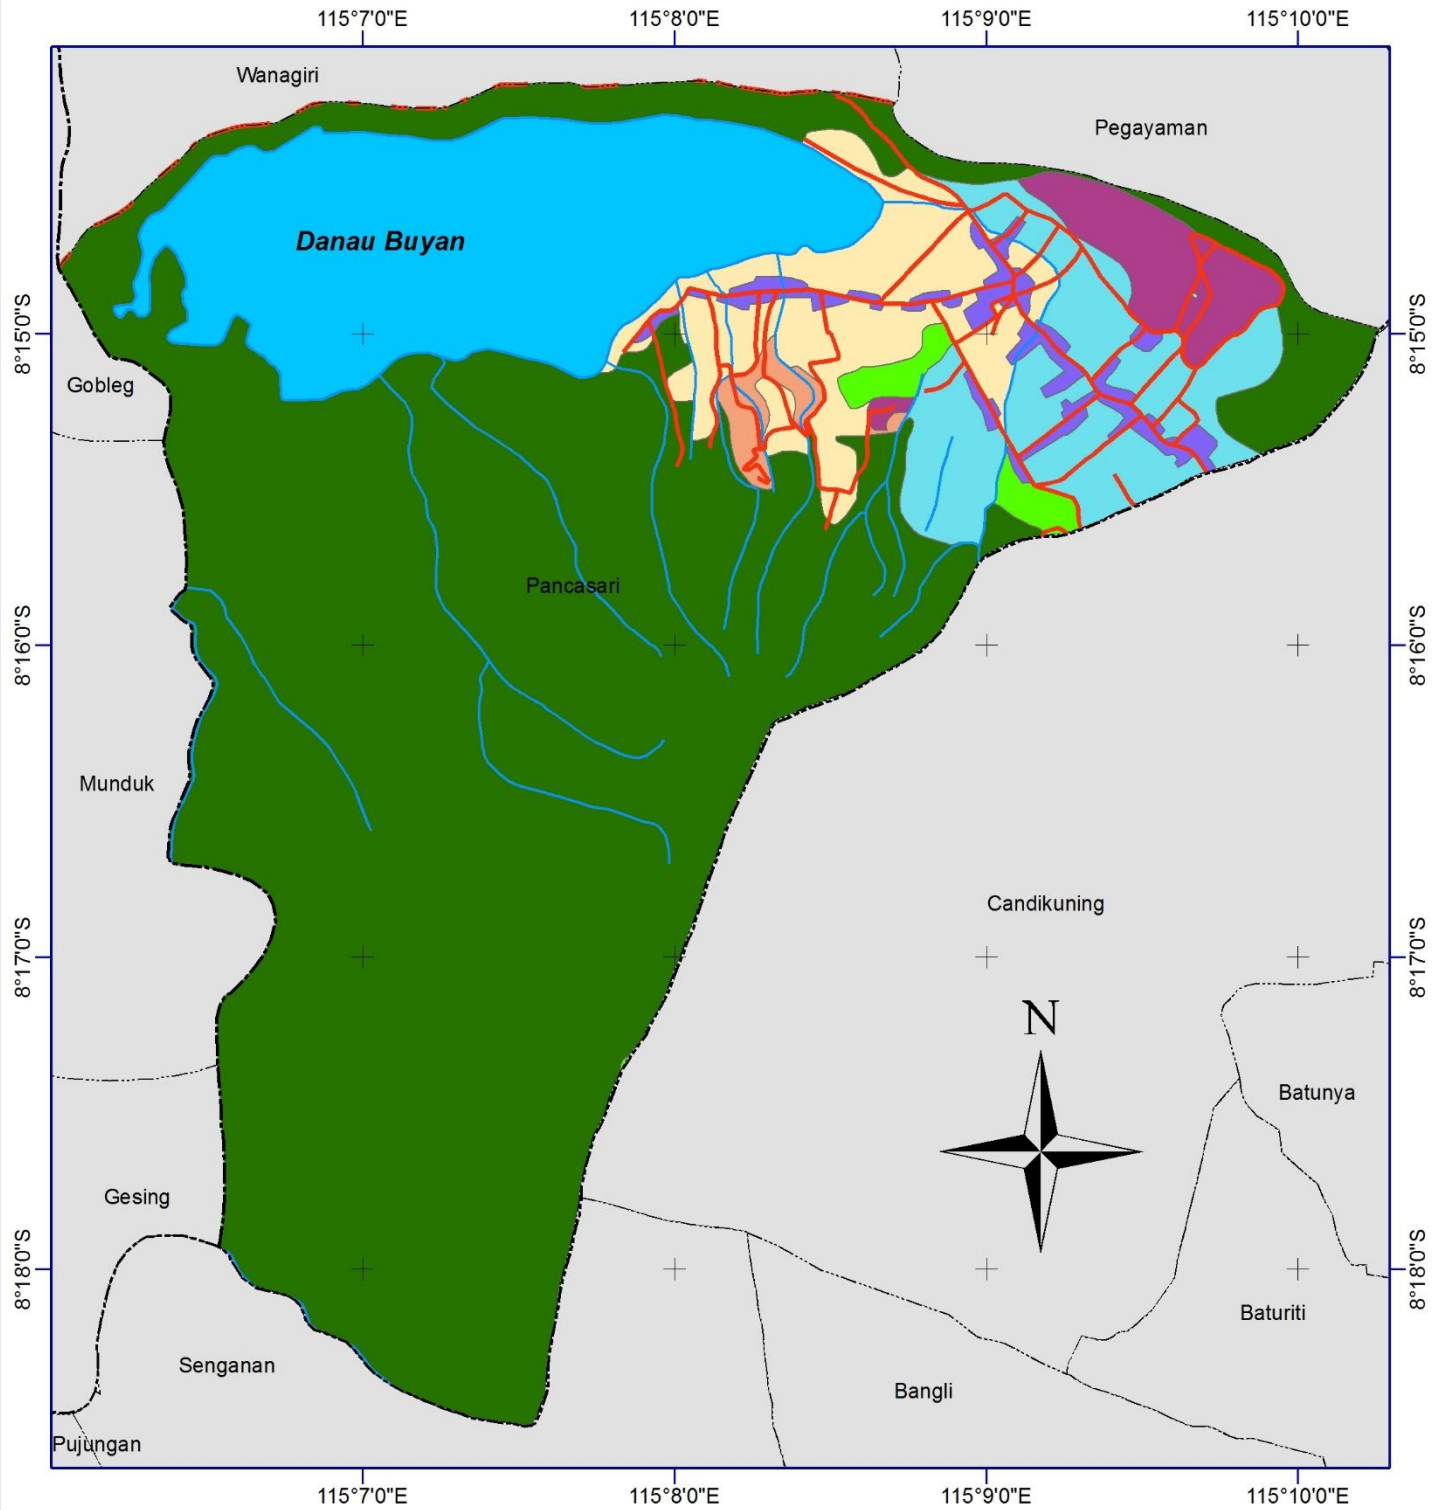 115°7'0"E
115°8'0"E
115°9'0"E
115°10'0"E
Wanagiri
Pegayaman
Danau Buyan
8°15'0"S
8°15'0"S
Gobleg
Pancasari
8°16'0"S
8°16'0"S
Munduk
Candikuning
8°17'0"S
8°17'0"S
N
Batunya
Gesing
8°18'0"S
8°18'0"S
Baturiti
Senganan
Bangli
Pujungan
115°7'0"E
115°8'0"E
115°9'0"E
115°10'0"E